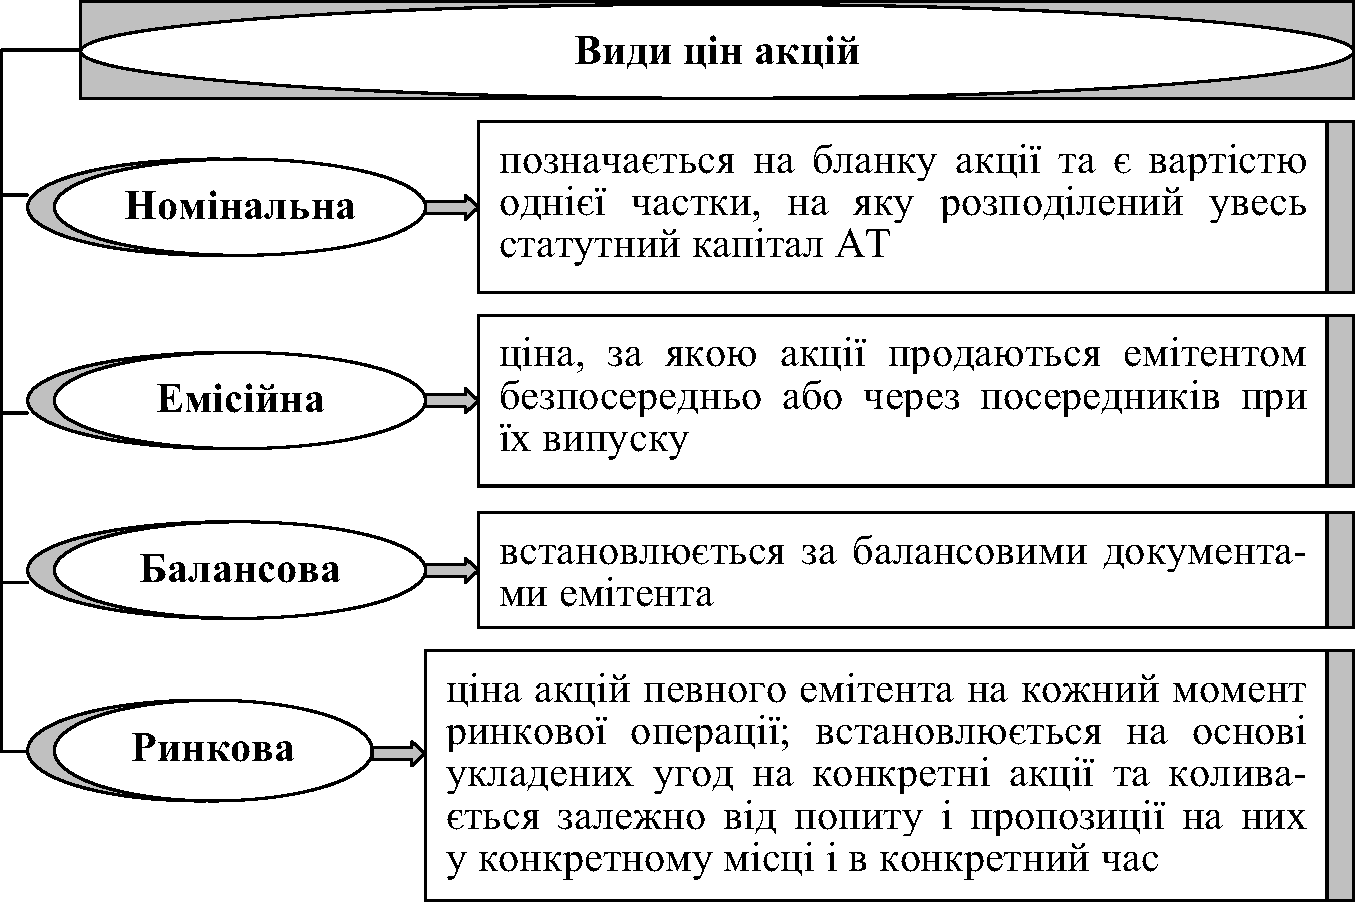 Види цін акцій
Номінальна
позначається на бланку акції та є вартістю
однієї частки, на яку розподілений увесь
статутний капітал АТ
Емісійна
ціна, за якою акції продаються емітентом
безпосередньо або через посередників при
їх випуску
Балансова
встановлюється за балансовими документа-
ми емітента
Ринкова
ціна акцій певного емітента на кожний момент
ринкової операції; встановлюється на основі
укладених угод на конкретні акції та колива-
ється залежно від попиту і пропозиції на них
у конкретному місці і в конкретний час